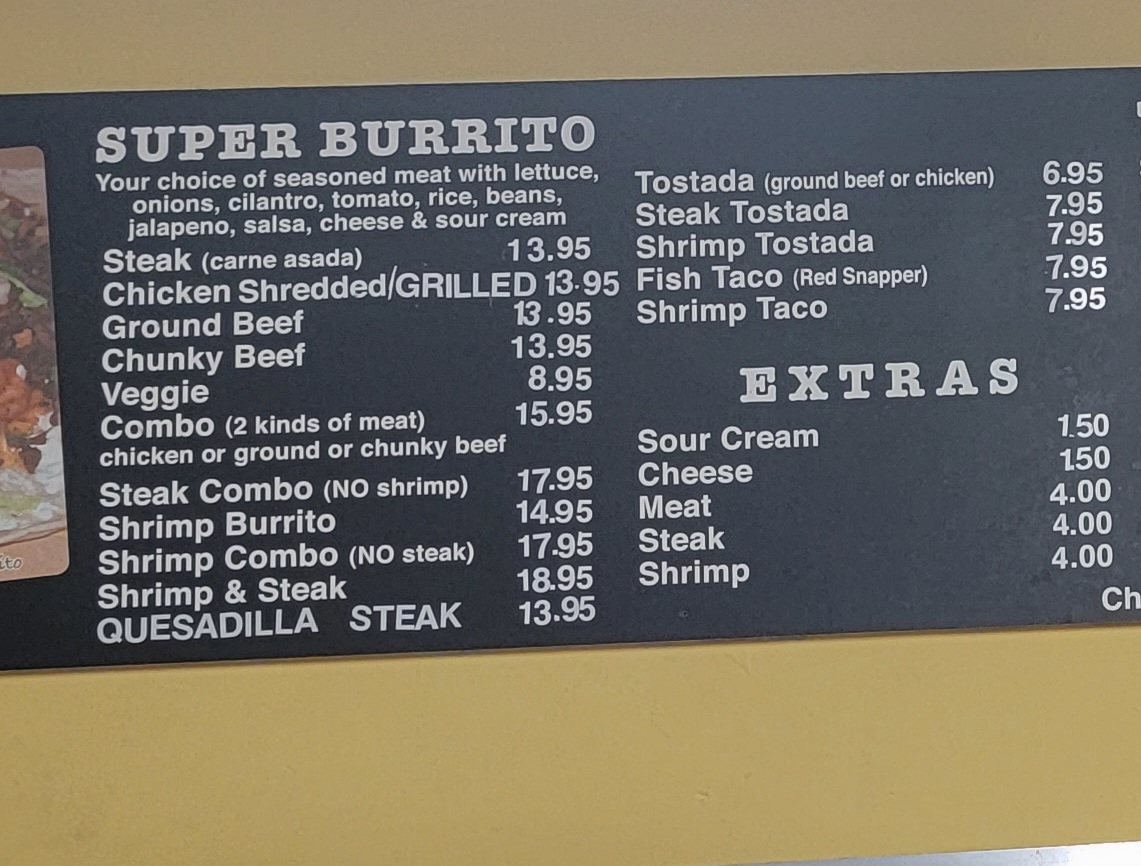 SUPER BURRITO
Your choice of seasoned meat with lettuce,
onions, cilantro, tomato, rice, beans,
jalapeno, salsa, cheese & sour cream
Steak (carne asada) 13.95
Chicken Shredded/GRILLED 13.95
Ground Beef 13.95
Chunky Beef 13.95
Veggie 8.95
Combo (2 kinds of meat) 15.95
chicken or ground or chunky beef
Steak Combo (NO shrimp) 17.95
Shrimp Burrito 14.95
Shrimp Combo (NO steak) 17.95
Shrimp & Steak 18.95
QUESADILLA STEAK 13.95
Tostada (ground beef or chicken) 6.95
Steak Tostada 7.95
Shrimp Tostada 7.95
Fish Taco (Red Snapper) 7.95
Shrimp Taco 7.95
EXTRAS
Sour Cream 1.50
Cheese 1.50
Meat 4.00
Steak 4.00
Shrimp 4.00